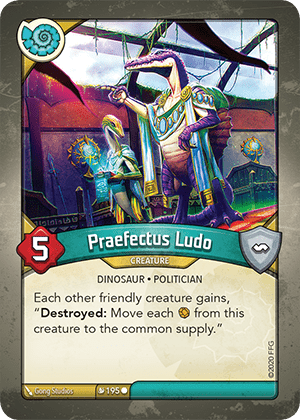 Praefectus Ludo
CREATURE
5
DINOSAUR • POLITICIAN
Each other friendly creature gains,
“Destroyed: Move each from this
creature to the common supply.”
Gong Studios
195
©2020 FFG